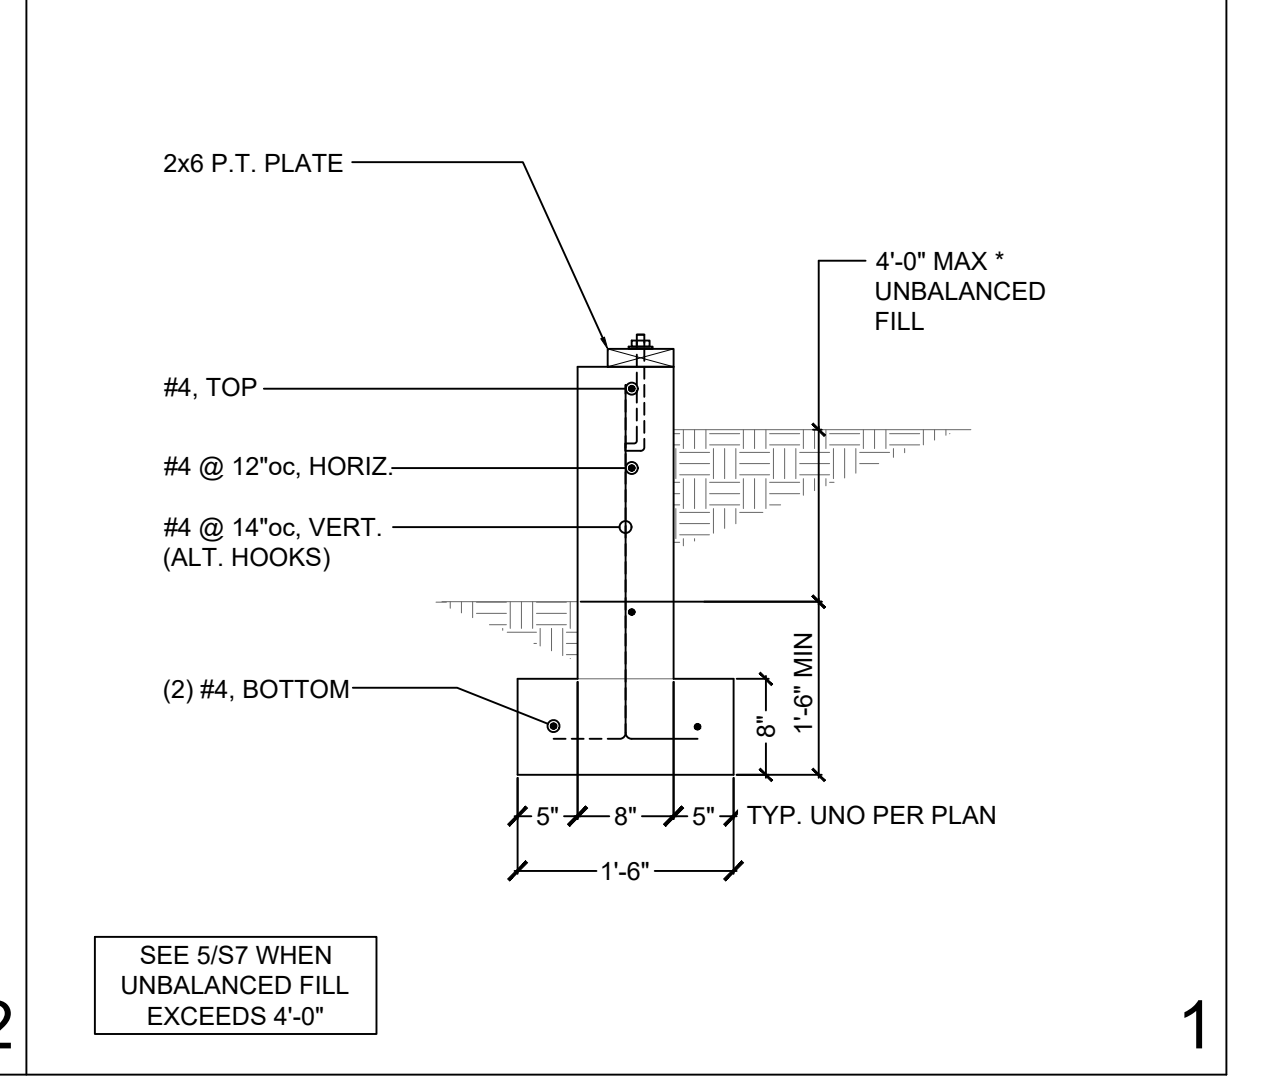 2x6 P.T. PLATE
4'-0" MAX *
UNBALANCED
FILL
#4, TOP
#4 @ 12"oc, HORIZ.
#4 @ 14"oc, VERT.
(ALT. HOOKS)
(2) #4, BOTTOM
1'-6" MIN
8"
5"
8"
5"
TYP. UNO PER PLAN
1'-6"
SEE 5/S7 WHEN
UNBALANCED FILL
EXCEEDS 4'-0"
2
1